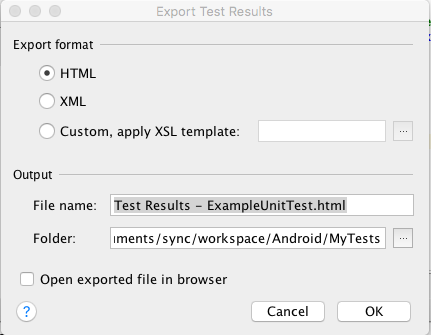 Export Test Results
Export format
HTML
XML
Custom, apply XSL template:
...
Output
File name: Test Results – ExampleUnitTest.html
Folder: ments/sync/workspace/Android/MyTests ...
Open exported file in browser
? Cancel OK